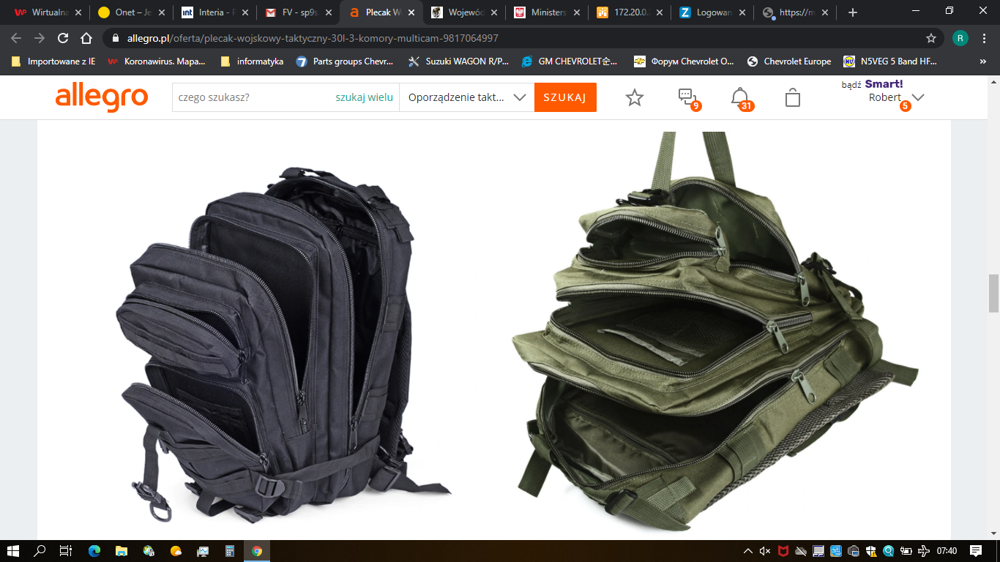 Wirtualna
Onet – Je
Interia - P
FV - sp9s
Plecak Wo
Wojewód
Ministers
172.20.0.
Logowan
https://m
allegro.pl/oferta/plecak-wojskowy-taktyczny-30l-3-komory-multicam-9817064997
R
Importowane z IE
Koronawirus. Mapa...
informatyka
Parts groups Chevr...
Suzuki WAGON R/P...
GM CHEVROLET순...
Форум Chevrolet О...
Chevrolet Europe
N5VEG 5 Band HF...
»
allegro
czego szukasz?
szukaj wielu
Oporządzenie takt...
SZUKAJ
9
31
bądź Smart!
Robert
5
07:40